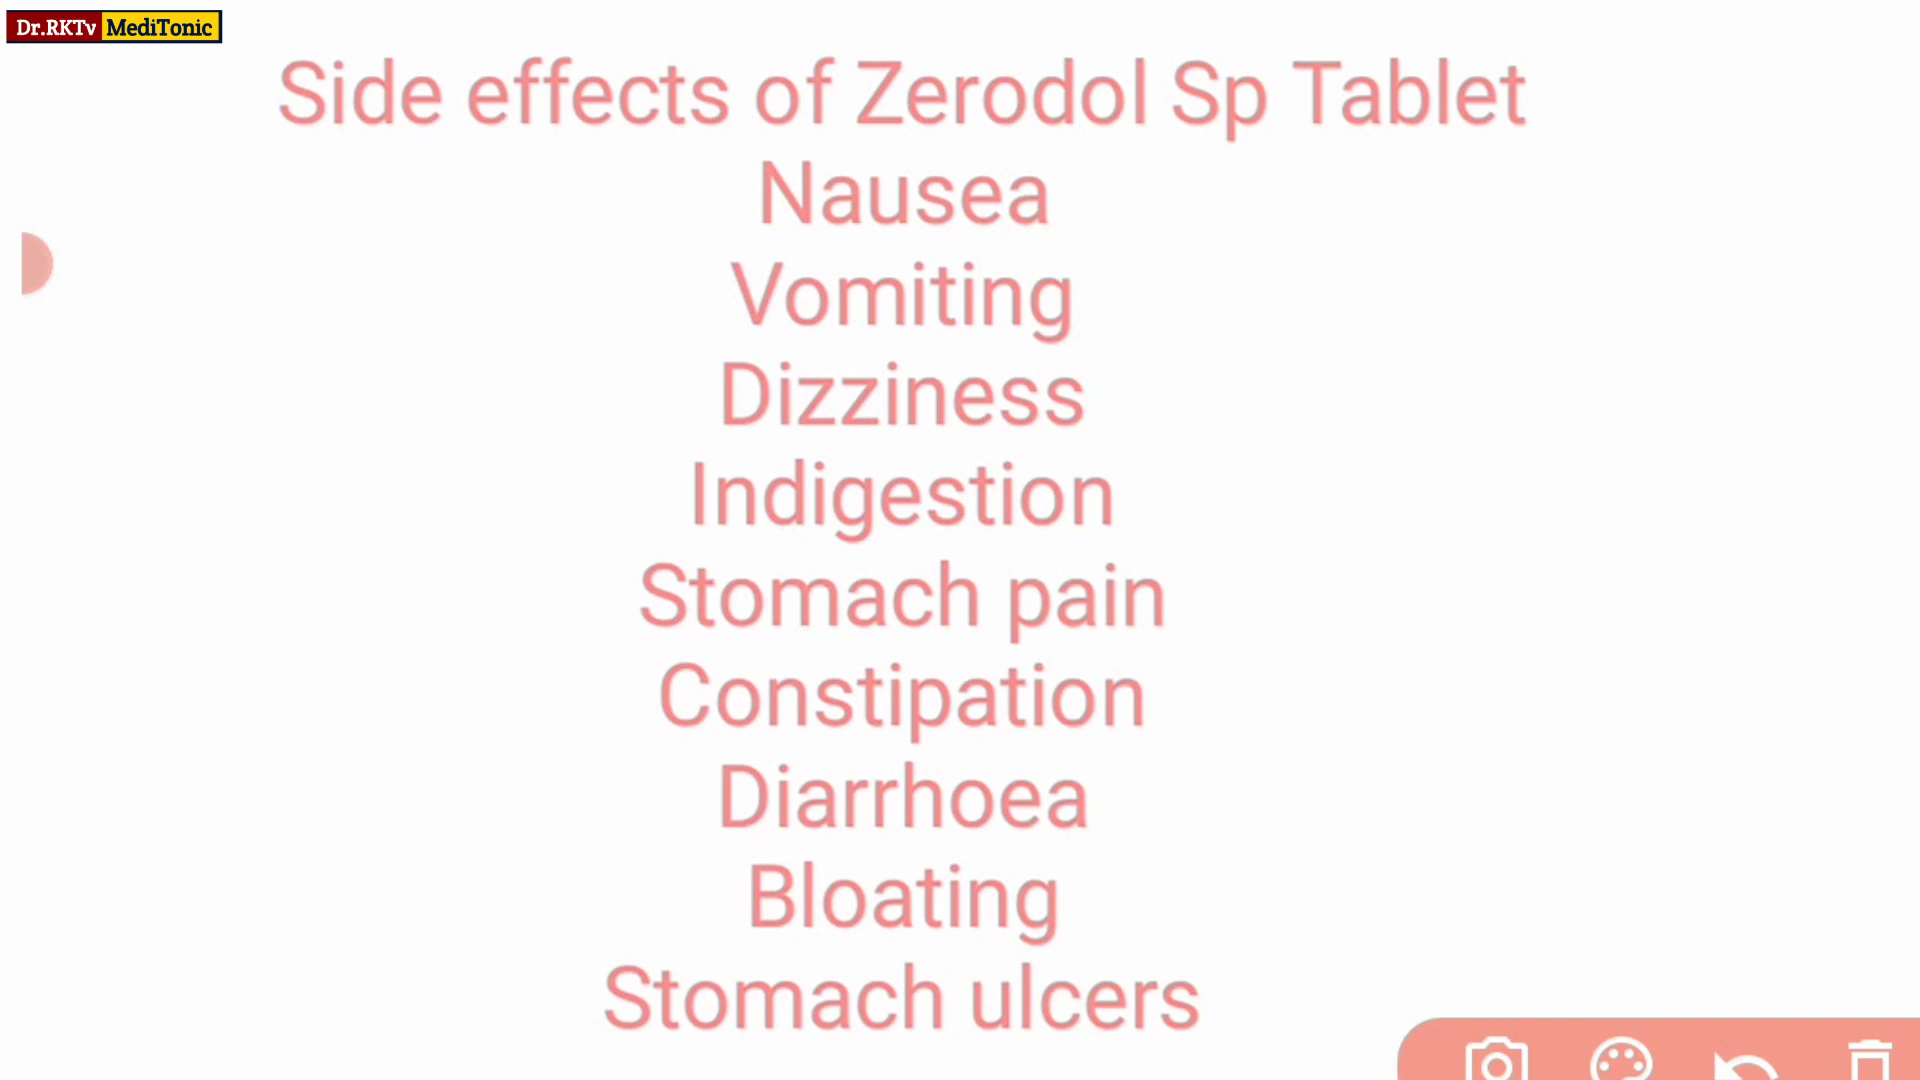 Dr.RKTv MediTonic
Side effects of Zerodol Sp Tablet
Nausea
Vomiting
Dizziness
Indigestion
Stomach pain
Constipation
Diarrhoea
Bloating
Stomach ulcers